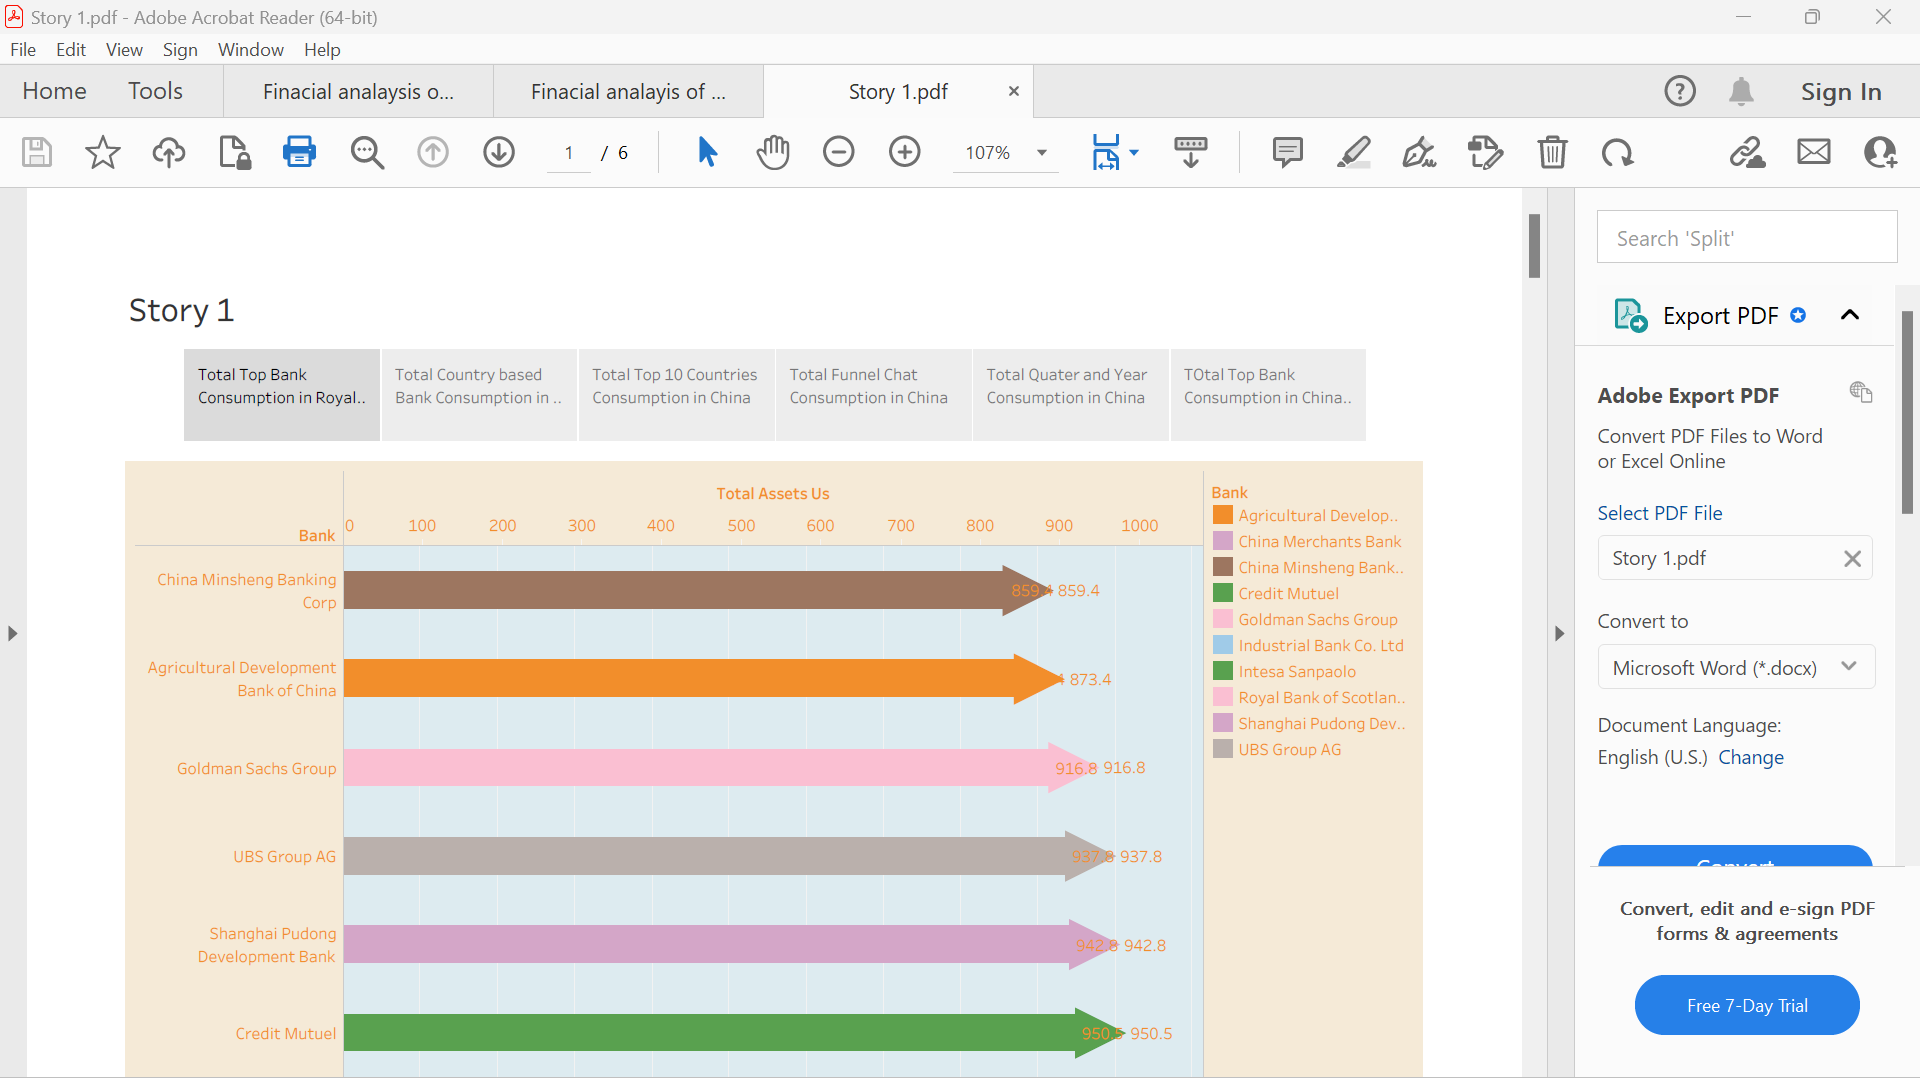 Story 1.pdf - Adobe Acrobat Reader (64-bit)
File Edit View Sign Window Help
Home Tools Finacial analaysis o... Finacial analayis of ... Story 1.pdf
Sign In
1 / 6 107%
Search 'Split'
Export PDF
Adobe Export PDF
Convert PDF Files to Word
or Excel Online
Select PDF File
Story 1.pdf
Convert to
Microsoft Word (*.docx)
Document Language:
English (U.S.) Change
Convert
Convert, edit and e-sign PDF
forms & agreements
Free 7-Day Trial
Story 1
Total Top Bank
Consumption in Royal..
Total Country based
Bank Consumption in ..
Total Top 10 Countries
Consumption in China
Total Funnel Chat
Consumption in China
Total Quater and Year
Consumption in China
TOtal Top Bank
Consumption in China..
Total Assets Us
Bank
0 100 200 300 400 500 600 700 800 900 1000
China Minsheng Banking
Corp
859.4 859.4
Agricultural Development
Bank of China
873.4
Goldman Sachs Group
916.8 916.8
UBS Group AG
937.8 937.8
Shanghai Pudong
Development Bank
942.8 942.8
Credit Mutuel
950.5 950.5
Bank
Agricultural Develop..
China Merchants Bank
China Minsheng Bank..
Credit Mutuel
Goldman Sachs Group
Industrial Bank Co. Ltd
Intesa Sanpaolo
Royal Bank of Scotlan..
Shanghai Pudong Dev..
UBS Group AG